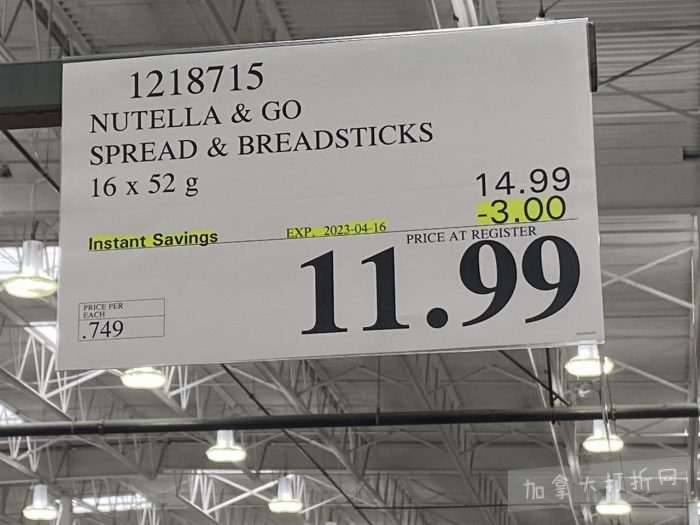 1218715
NUTELLA & GO
SPREAD & BREADSTICKS
16 x 52 g
14.99
-3.00
Instant Savings
EXP. 2023-04-16
PRICE AT REGISTER
11.99
PRICE PER
EACH
.749
加拿大打折网